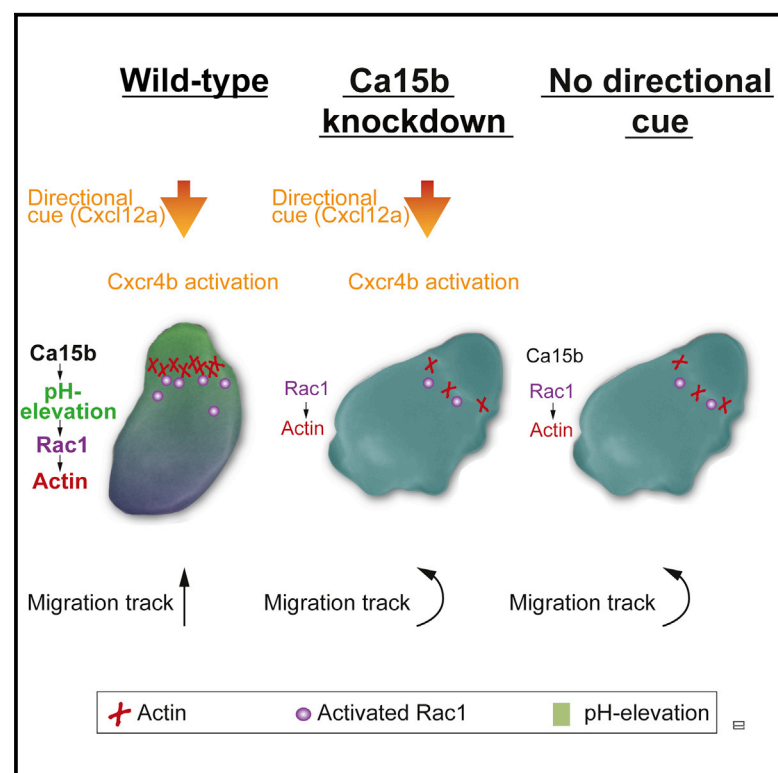 Wild-type
Ca15b
knockdown
No directional
cue
Directional
cue (Cxcl12a)
Directional
cue (Cxcl12a)
Cxcr4b activation
Cxcr4b activation
Ca15b
pH-
elevation
Rac1
Actin
Rac1
Actin
Ca15b
Rac1
Actin
Migration track
Migration track
Migration track
Actin
Activated Rac1
pH-elevation